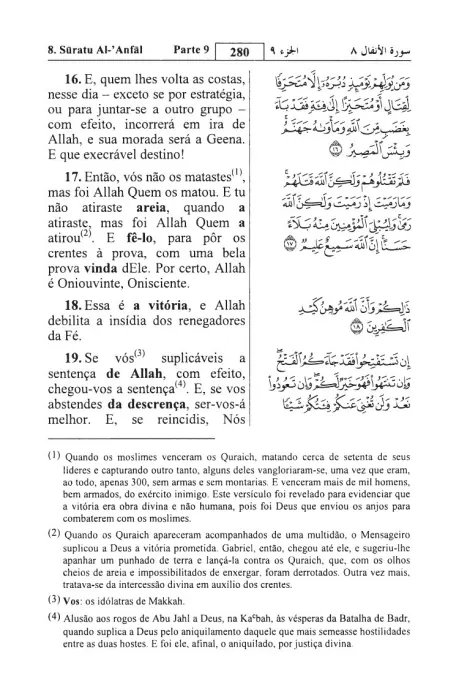 8. Sūratu Al-'Anfāl Parte 9 280 الجزء ٩ سورة الأنفال ٨
16. E, quem lhes volta as costas,
nesse dia – exceto se por estratégia,
ou para juntar-se a outro grupo –
com efeito, incorrerá em ira de
Allah, e sua morada será a Geena.
E que execrável destino!
17. Então, vós não os matastes(1),
mas foi Allah Quem os matou. E tu
não atiraste areia, quando a
atiraste, mas foi Allah Quem a
atirou(2). E fê-lo, para pôr os
crentes à prova, com uma bela
prova vinda dEle. Por certo, Allah
é Oniouvinte, Onisciente.
18. Essa é a vitória, e Allah
debilita a insídia dos renegadores
da Fé.
19. Se vós(3) suplicáveis a
sentença de Allah, com efeito,
chegou-vos a sentença(4). E, se vos
abstendes da descrença, ser-vos-á
melhor. E, se reincidis, Nós
وَمَن يُوَلِّهِمْ يَوْمَئِذٍ دُبُرَهُ إِلَّا مُتَحَرِّفًا
لِّقِتَالٍ أَوْ مُتَحَيِّزًا إِلَىٰ فِئَةٍ فَقَدْ بَاءَ
بِغَضَبٍ مِّنَ اللَّهِ وَمَأْوَاهُ جَهَنَّمُ
وَبِئْسَ الْمَصِيرُ ١٦
فَلَمْ تَقْتُلُوهُمْ وَلَٰكِنَّ اللَّهَ قَتَلَهُمْ
وَمَا رَمَيْتَ إِذْ رَمَيْتَ وَلَٰكِنَّ اللَّهَ
رَمَىٰ وَلِيُبْلِيَ الْمُؤْمِنِينَ مِنْهُ بَلَاءً
حَسَنًا إِنَّ اللَّهَ سَمِيعٌ عَلِيمٌ ١٧
ذَٰلِكُمْ وَأَنَّ اللَّهَ مُوهِنُ كَيْدِ
الْكَافِرِينَ ١٨
إِن تَسْتَفْتِحُوا فَقَدْ جَاءَكُمُ الْفَتْحُ
وَإِن تَنتَهُوا فَهُوَ خَيْرٌ لَّكُمْ وَإِن تَعُودُوا
نَعُدْ وَلَن تُغْنِيَ عَنكُمْ فِئَتُكُمْ شَيْئًا
(1) Quando os moslimes venceram os Quraich, matando cerca de setenta de seus
líderes e capturando outro tanto, alguns deles vangloriaram-se, uma vez que eram,
ao todo, apenas 300, sem armas e sem montarias. E venceram mais de mil homens,
bem armados, do exército inimigo. Este versículo foi revelado para evidenciar que
a vitória era obra divina e não humana, pois foi Deus que enviou os anjos para
combaterem com os moslimes.
(2) Quando os Quraich apareceram acompanhados de uma multidão, o Mensageiro
suplicou a Deus a vitória prometida. Gabriel, então, chegou até ele, e sugeriu-lhe
apanhar um punhado de terra e lançá-la contra os Quraich, que, com os olhos
cheios de areia e impossibilitados de enxergar, foram derrotados. Outra vez mais,
tratava-se da intercessão divina em auxílio dos crentes.
(3) Vos: os idólatras de Makkah.
(4) Alusão aos rogos de Abu Jahl a Deus, na Kaᶜbah, às vésperas da Batalha de Badr,
quando suplica a Deus pelo aniquilamento daquele que mais semeasse hostilidades
entre as duas hostes. E foi ele, afinal, o aniquilado, por justiça divina.